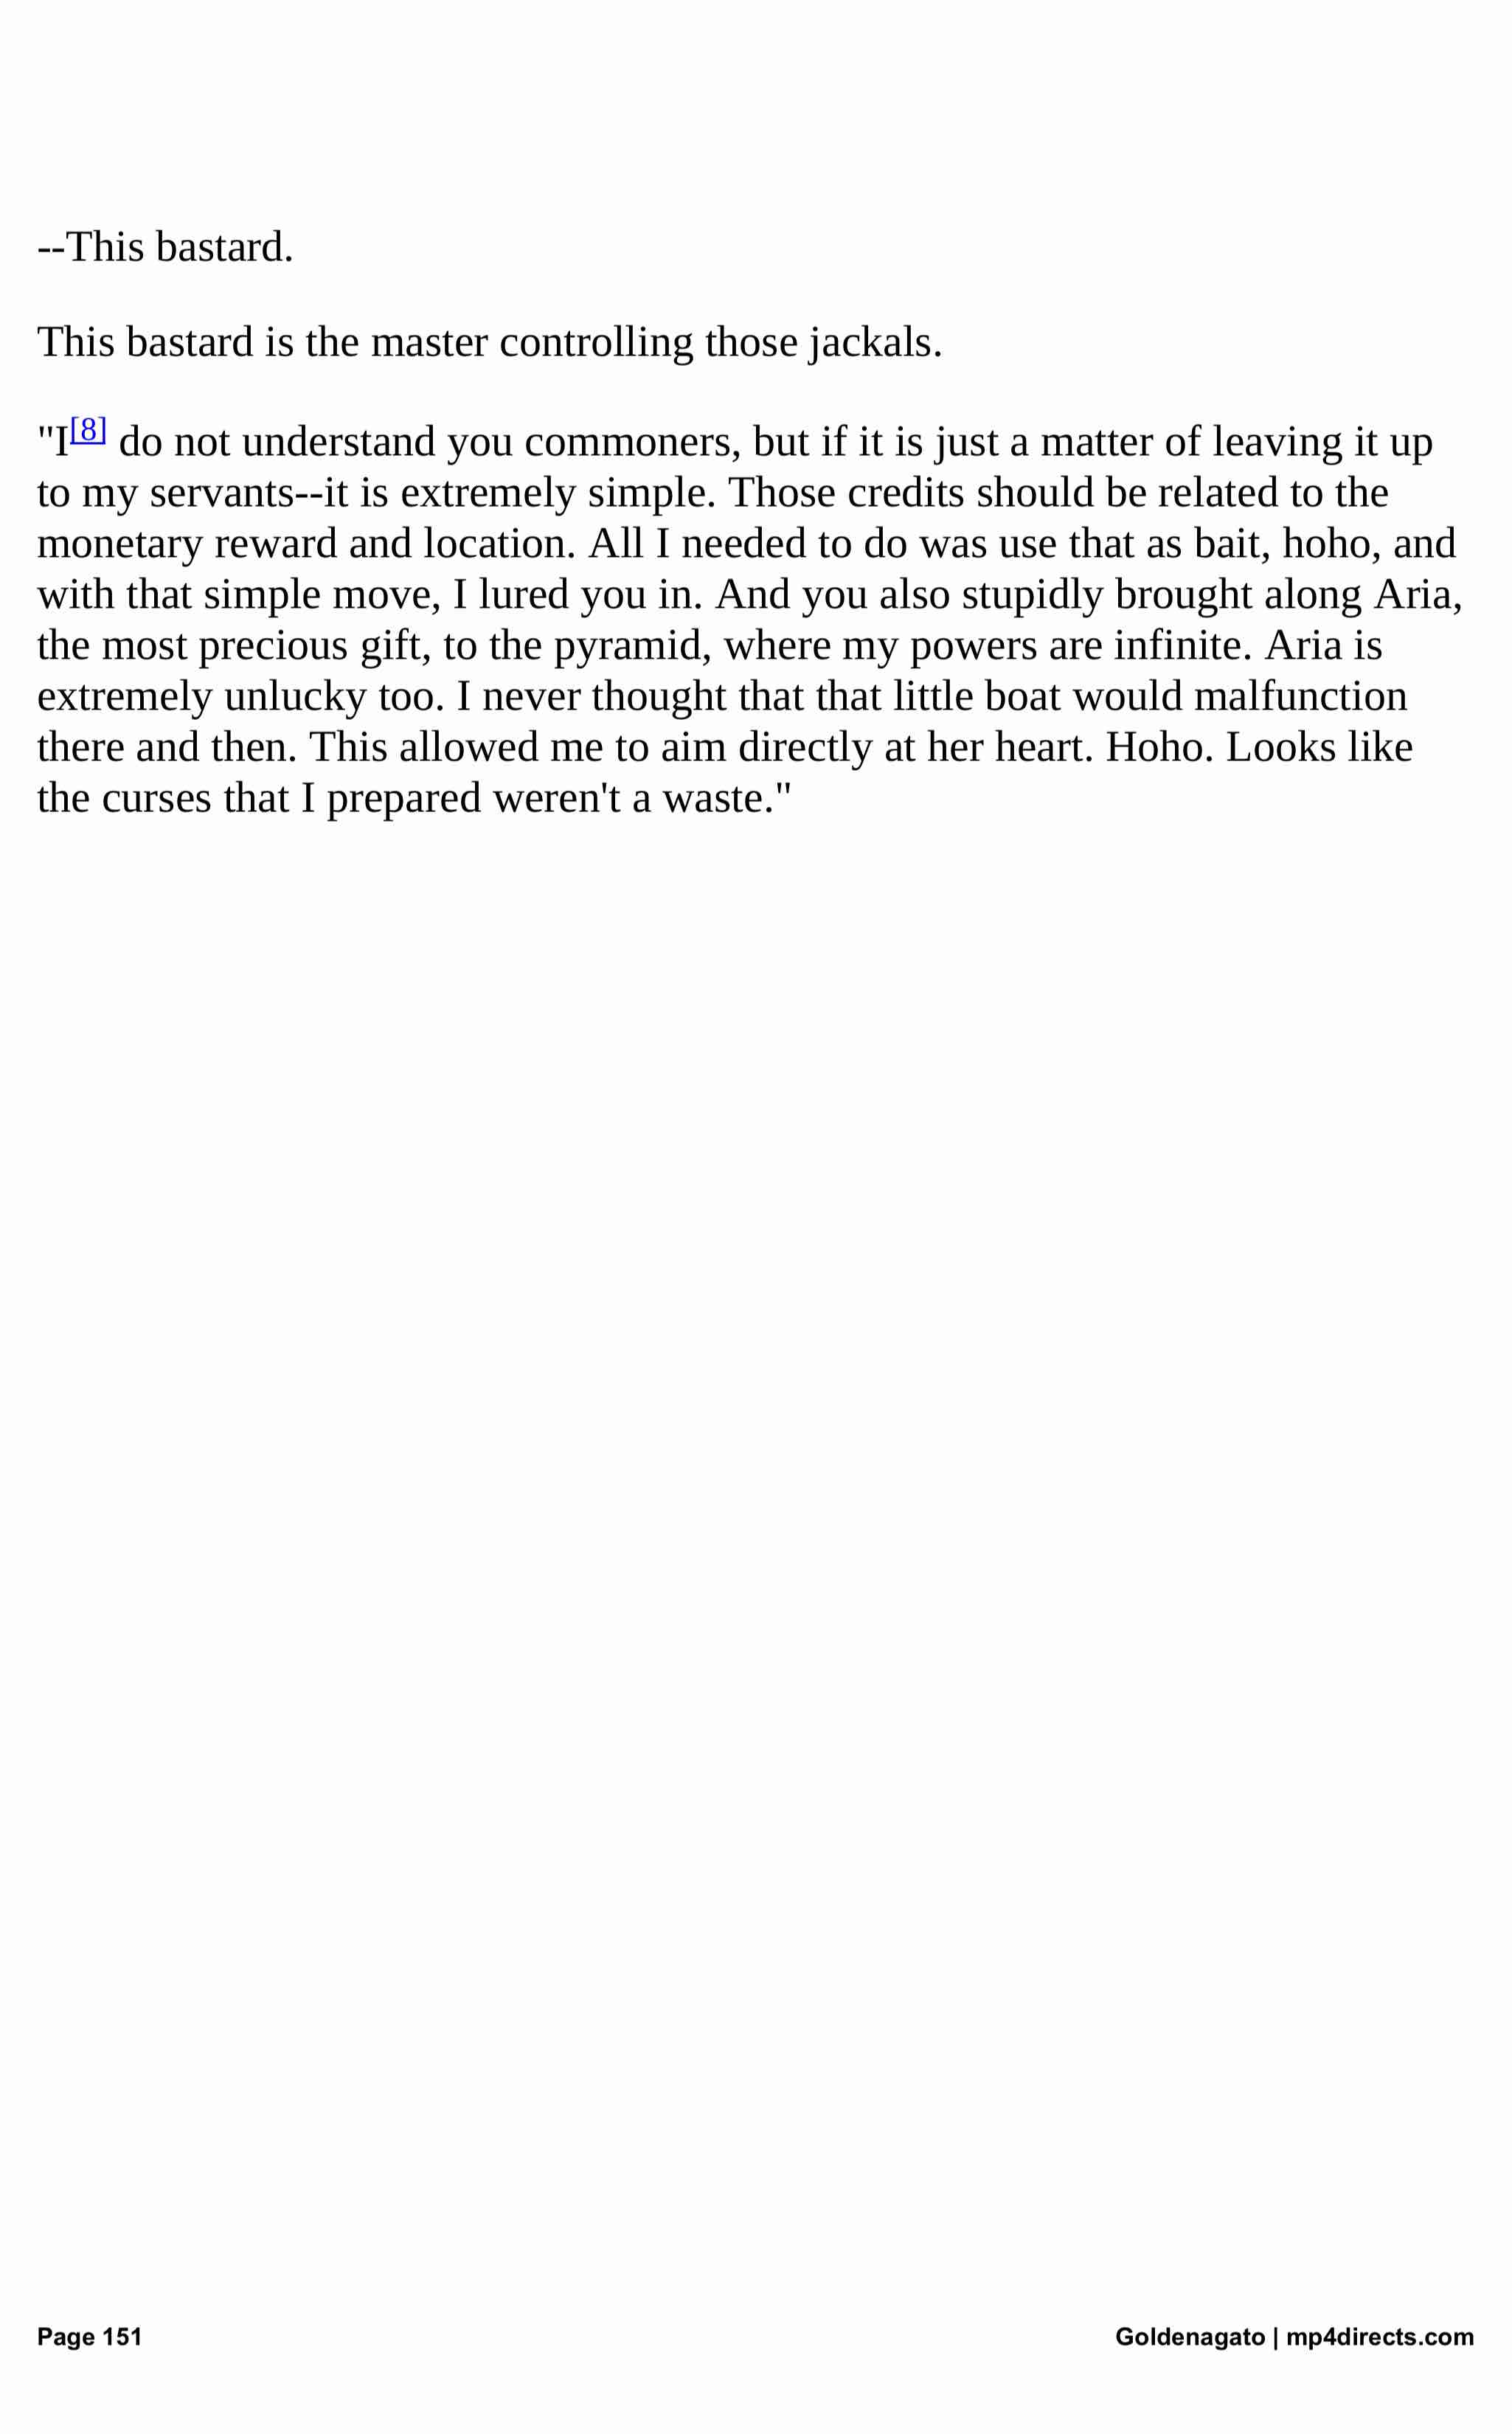 --This bastard.
This bastard is the master controlling those jackals.
"I[8] do not understand you commoners, but if it is just a matter of leaving it up
to my servants--it is extremely simple. Those credits should be related to the
monetary reward and location. All I needed to do was use that as bait, hoho, and
with that simple move, I lured you in. And you also stupidly brought along Aria,
the most precious gift, to the pyramid, where my powers are infinite. Aria is
extremely unlucky too. I never thought that that little boat would malfunction
there and then. This allowed me to aim directly at her heart. Hoho. Looks like
the curses that I prepared weren't a waste."
Page 151
Goldenagato | mp4directs.com